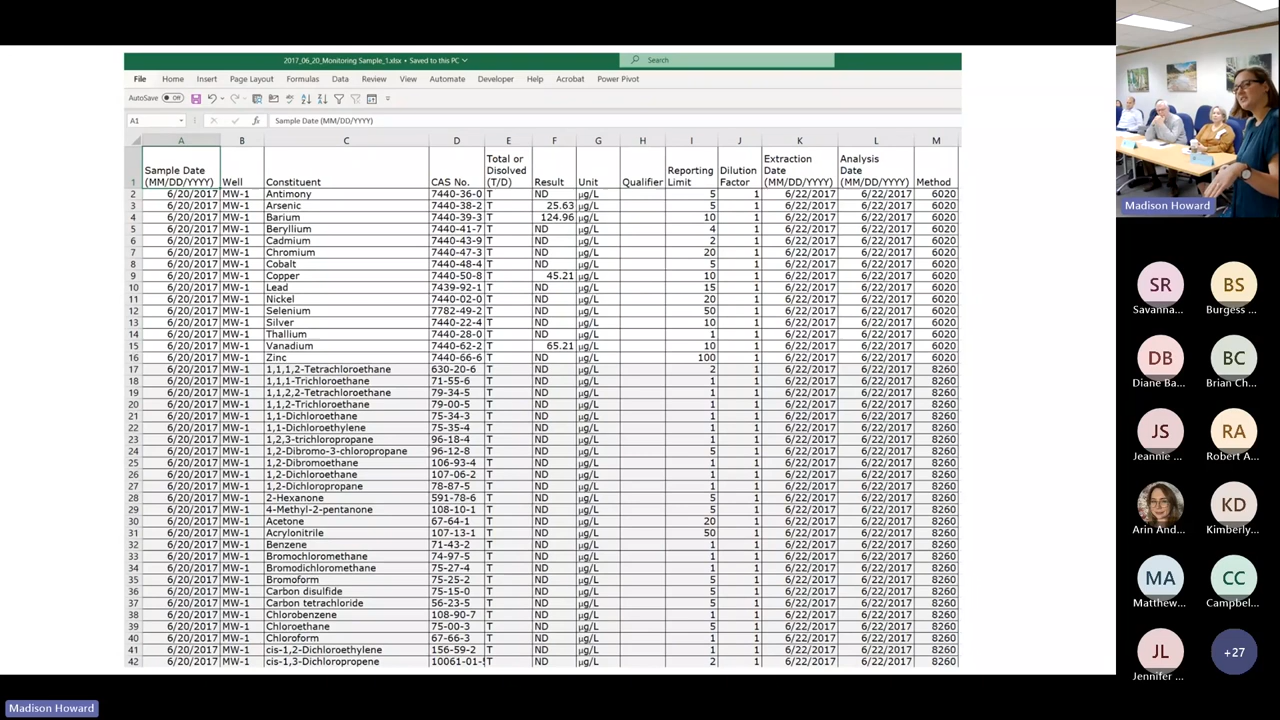 2017_06_20_Monitoring Sample_1.xlsx • Saved to this PC
Search
File Home Insert Page Layout Formulas Data Review View Automate Developer Help Acrobat Power Pivot
AutoSave Off
A1 fx Sample Date (MM/DD/YYYY)
A B C D E F G H I J K L M
1 Sample Date (MM/DD/YYYY) Well Constituent CAS No. Total or Disolved (T/D) Result Unit Qualifier Reporting Limit Dilution Factor Extraction Date (MM/DD/YYYY) Analysis Date (MM/DD/YYYY) Method
2 6/20/2017 MW-1 Antimony 7440-36-0 T ND µg/L 5 1 6/22/2017 6/22/2017 6020
3 6/20/2017 MW-1 Arsenic 7440-38-2 T 25.63 µg/L 5 1 6/22/2017 6/22/2017 6020
4 6/20/2017 MW-1 Barium 7440-39-3 T 124.96 µg/L 10 1 6/22/2017 6/22/2017 6020
5 6/20/2017 MW-1 Beryllium 7440-41-7 T ND µg/L 4 1 6/22/2017 6/22/2017 6020
6 6/20/2017 MW-1 Cadmium 7440-43-9 T ND µg/L 2 1 6/22/2017 6/22/2017 6020
7 6/20/2017 MW-1 Chromium 7440-47-3 T ND µg/L 20 1 6/22/2017 6/22/2017 6020
8 6/20/2017 MW-1 Cobalt 7440-48-4 T ND µg/L 5 1 6/22/2017 6/22/2017 6020
9 6/20/2017 MW-1 Copper 7440-50-8 T 45.21 µg/L 10 1 6/22/2017 6/22/2017 6020
10 6/20/2017 MW-1 Lead 7439-92-1 T ND µg/L 15 1 6/22/2017 6/22/2017 6020
11 6/20/2017 MW-1 Nickel 7440-02-0 T ND µg/L 20 1 6/22/2017 6/22/2017 6020
12 6/20/2017 MW-1 Selenium 7782-49-2 T ND µg/L 50 1 6/22/2017 6/22/2017 6020
13 6/20/2017 MW-1 Silver 7440-22-4 T ND µg/L 10 1 6/22/2017 6/22/2017 6020
14 6/20/2017 MW-1 Thallium 7440-28-0 T ND µg/L 1 1 6/22/2017 6/22/2017 6020
15 6/20/2017 MW-1 Vanadium 7440-62-2 T 65.21 µg/L 10 1 6/22/2017 6/22/2017 6020
16 6/20/2017 MW-1 Zinc 7440-66-6 T ND µg/L 100 1 6/22/2017 6/22/2017 6020
17 6/20/2017 MW-1 1,1,1,2-Tetrachloroethane 630-20-6 T ND µg/L 2 1 6/22/2017 6/22/2017 8260
18 6/20/2017 MW-1 1,1,1-Trichloroethane 71-55-6 T ND µg/L 1 1 6/22/2017 6/22/2017 8260
19 6/20/2017 MW-1 1,1,2,2-Tetrachloroethane 79-34-5 T ND µg/L 1 1 6/22/2017 6/22/2017 8260
20 6/20/2017 MW-1 1,1,2-Trichloroethane 79-00-5 T ND µg/L 1 1 6/22/2017 6/22/2017 8260
21 6/20/2017 MW-1 1,1-Dichloroethane 75-34-3 T ND µg/L 1 1 6/22/2017 6/22/2017 8260
22 6/20/2017 MW-1 1,1-Dichloroethylene 75-35-4 T ND µg/L 1 1 6/22/2017 6/22/2017 8260
23 6/20/2017 MW-1 1,2,3-trichloropropane 96-18-4 T ND µg/L 1 1 6/22/2017 6/22/2017 8260
24 6/20/2017 MW-1 1,2-Dibromo-3-chloropropane 96-12-8 T ND µg/L 5 1 6/22/2017 6/22/2017 8260
25 6/20/2017 MW-1 1,2-Dibromoethane 106-93-4 T ND µg/L 1 1 6/22/2017 6/22/2017 8260
26 6/20/2017 MW-1 1,2-Dichloroethane 107-06-2 T ND µg/L 1 1 6/22/2017 6/22/2017 8260
27 6/20/2017 MW-1 1,2-Dichloropropane 78-87-5 T ND µg/L 1 1 6/22/2017 6/22/2017 8260
28 6/20/2017 MW-1 2-Hexanone 591-78-6 T ND µg/L 5 1 6/22/2017 6/22/2017 8260
29 6/20/2017 MW-1 4-Methyl-2-pentanone 108-10-1 T ND µg/L 5 1 6/22/2017 6/22/2017 8260
30 6/20/2017 MW-1 Acetone 67-64-1 T ND µg/L 20 1 6/22/2017 6/22/2017 8260
31 6/20/2017 MW-1 Acrylonitrile 107-13-1 T ND µg/L 50 1 6/22/2017 6/22/2017 8260
32 6/20/2017 MW-1 Benzene 71-43-2 T ND µg/L 1 1 6/22/2017 6/22/2017 8260
33 6/20/2017 MW-1 Bromochloromethane 74-97-5 T ND µg/L 1 1 6/22/2017 6/22/2017 8260
34 6/20/2017 MW-1 Bromodichloromethane 75-27-4 T ND µg/L 1 1 6/22/2017 6/22/2017 8260
35 6/20/2017 MW-1 Bromoform 75-25-2 T ND µg/L 5 1 6/22/2017 6/22/2017 8260
36 6/20/2017 MW-1 Carbon disulfide 75-15-0 T ND µg/L 5 1 6/22/2017 6/22/2017 8260
37 6/20/2017 MW-1 Carbon tetrachloride 56-23-5 T ND µg/L 5 1 6/22/2017 6/22/2017 8260
38 6/20/2017 MW-1 Chlorobenzene 108-90-7 T ND µg/L 1 1 6/22/2017 6/22/2017 8260
39 6/20/2017 MW-1 Chloroethane 75-00-3 T ND µg/L 5 1 6/22/2017 6/22/2017 8260
40 6/20/2017 MW-1 Chloroform 67-66-3 T ND µg/L 1 1 6/22/2017 6/22/2017 8260
41 6/20/2017 MW-1 cis-1,2-Dichloroethylene 156-59-2 T ND µg/L 1 1 6/22/2017 6/22/2017 8260
42 6/20/2017 MW-1 cis-1,3-Dichloropropene 10061-01- T ND µg/L 2 1 6/22/2017 6/22/2017 8260
Madison Howard
SR BS
Savanna... Burgess ...
DB BC
Diane Ba... Brian Ch...
JS RA
Jeannie ... Robert A...
KD
Arin And... Kimberly...
MA CC
Matthew... Campbel...
JL +27
Jennifer ...
Madison Howard